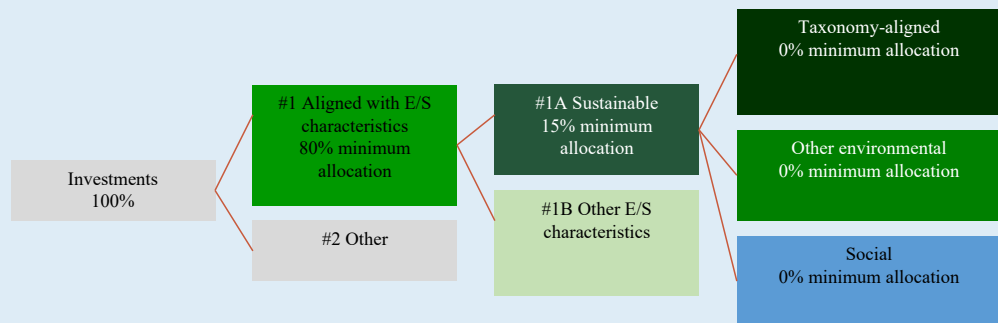 Investments
100%
#1 Aligned with E/S
characteristics
80% minimum
allocation
#2 Other
#1A Sustainable
15% minimum
allocation
#1B Other E/S
characteristics
Taxonomy-aligned
0% minimum allocation
Other environmental
0% minimum allocation
Social
0% minimum allocation